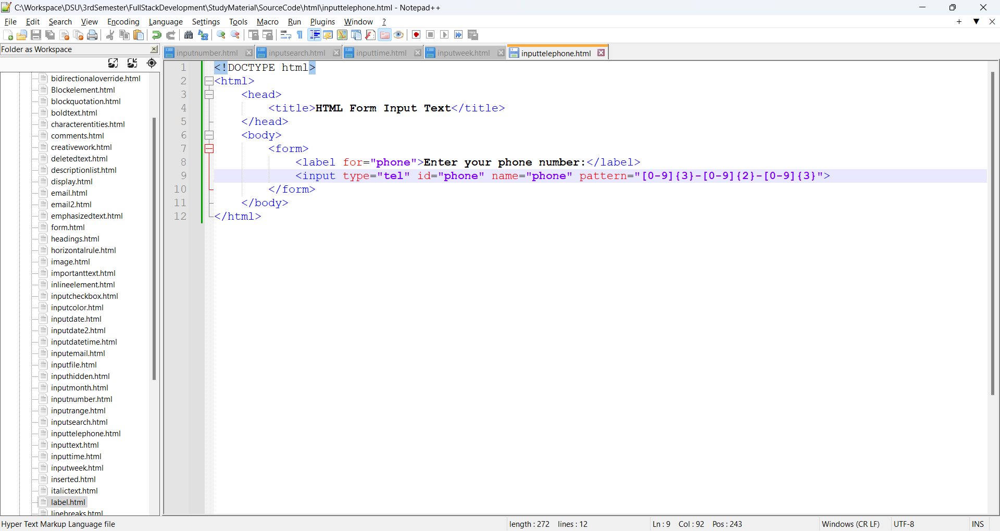 C:\Workspace\DSU\3rdSemester\FullStackDevelopment\StudyMaterial\SourceCode\html\inputtelephone.html - Notepad++
File Edit Search View Encoding Language Settings Tools Macro Run Plugins Window ?
Folder as Workspace
inputnumber.html inputsearch.html inputtime.html inputweek.html inputtelephone.html
bidirectionaloverride.html
Blockelement.html
blockquotation.html
boldtext.html
characterentities.html
comments.html
creativework.html
deletedtext.html
descriptionlist.html
display.html
email.html
email2.html
emphasizedtext.html
form.html
headings.html
horizontalrule.html
image.html
importanttext.html
inlineelement.html
inputcheckbox.html
inputcolor.html
inputdate.html
inputdate2.html
inputdatetime.html
inputemail.html
inputfile.html
inputhidden.html
inputmonth.html
inputnumber.html
inputrange.html
inputsearch.html
inputtelephone.html
inputtext.html
inputtime.html
inputweek.html
inserted.html
italictext.html
label.html
linebreaks.html
1 <!DOCTYPE html>
2 <html>
3 <head>
4 <title>HTML Form Input Text</title>
5 </head>
6 <body>
7 <form>
8 <label for="phone">Enter your phone number:</label>
9 <input type="tel" id="phone" name="phone" pattern="[0-9]{3}-[0-9]{2}-[0-9]{3}">
10 </form>
11 </body>
12 </html>
Hyper Text Markup Language file length : 272 lines : 12 Ln : 9 Col : 92 Pos : 243 Windows (CR LF) UTF-8 INS